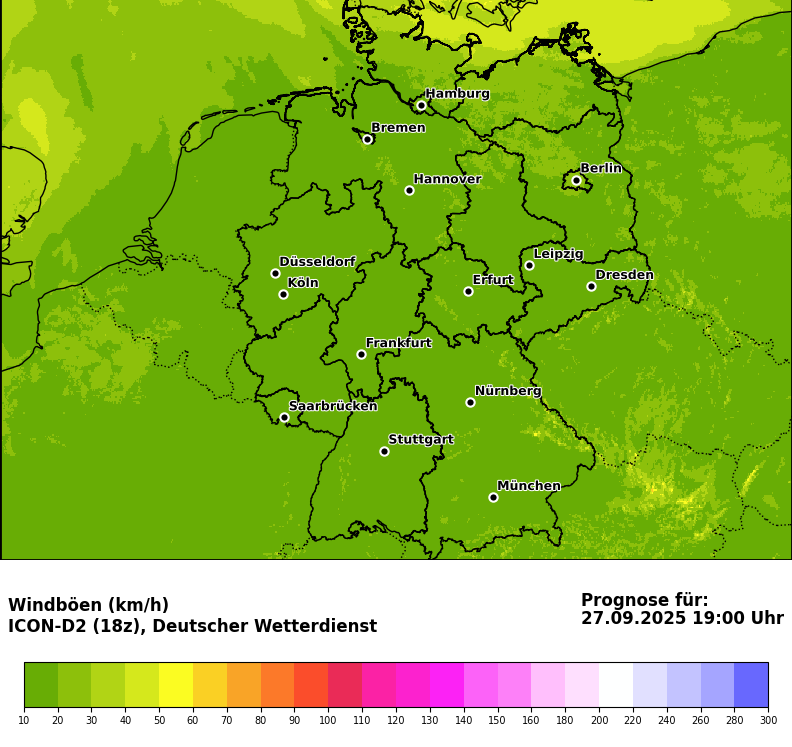 Hamburg
Bremen
Berlin
Hannover
Leipzig
Düsseldorf
Dresden
Köln
Erfurt
Frankfurt
Nürnberg
Saarbrücken
Stuttgart
München
Windböen (km/h)
ICON-D2 (18z), Deutscher Wetterdienst
Prognose für:
27.09.2025 19:00 Uhr
10 20 30 40 50 60 70 80 90 100 110 120 130 140 150 160 180 200 220 240 260 280 300